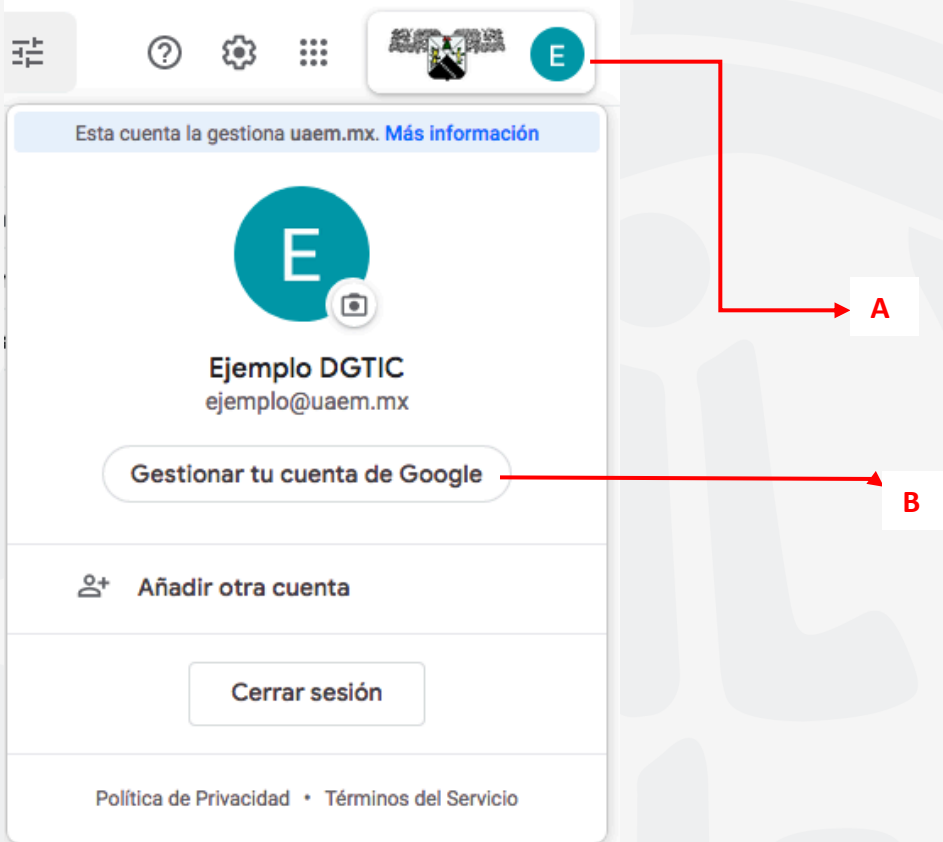 E
Esta cuenta la gestiona uaem.mx. Más información
E
A
Ejemplo DGTIC
ejemplo@uaem.mx
Gestionar tu cuenta de Google
B
Añadir otra cuenta
Cerrar sesión
Política de Privacidad • Términos del Servicio